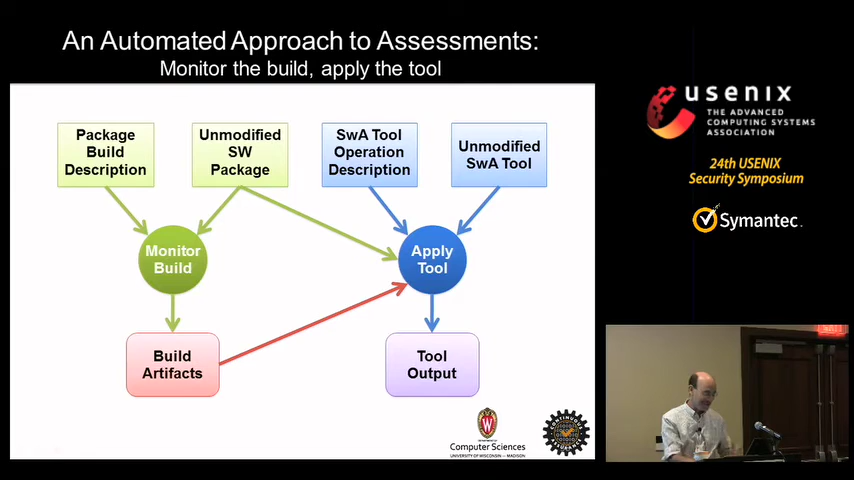 An Automated Approach to Assessments:
Monitor the build, apply the tool
Package
Build
Description
Unmodified
SW
Package
SwA Tool
Operation
Description
Unmodified
SwA Tool
Monitor
Build
Apply
Tool
Build
Artifacts
Tool
Output
DEPARTMENT OF
Computer Sciences
UNIVERSITY OF WISCONSIN — MADISON
usenix
THE ADVANCED
COMPUTING SYSTEMS
ASSOCIATION
24th USENIX
Security Symposium
Symantec.